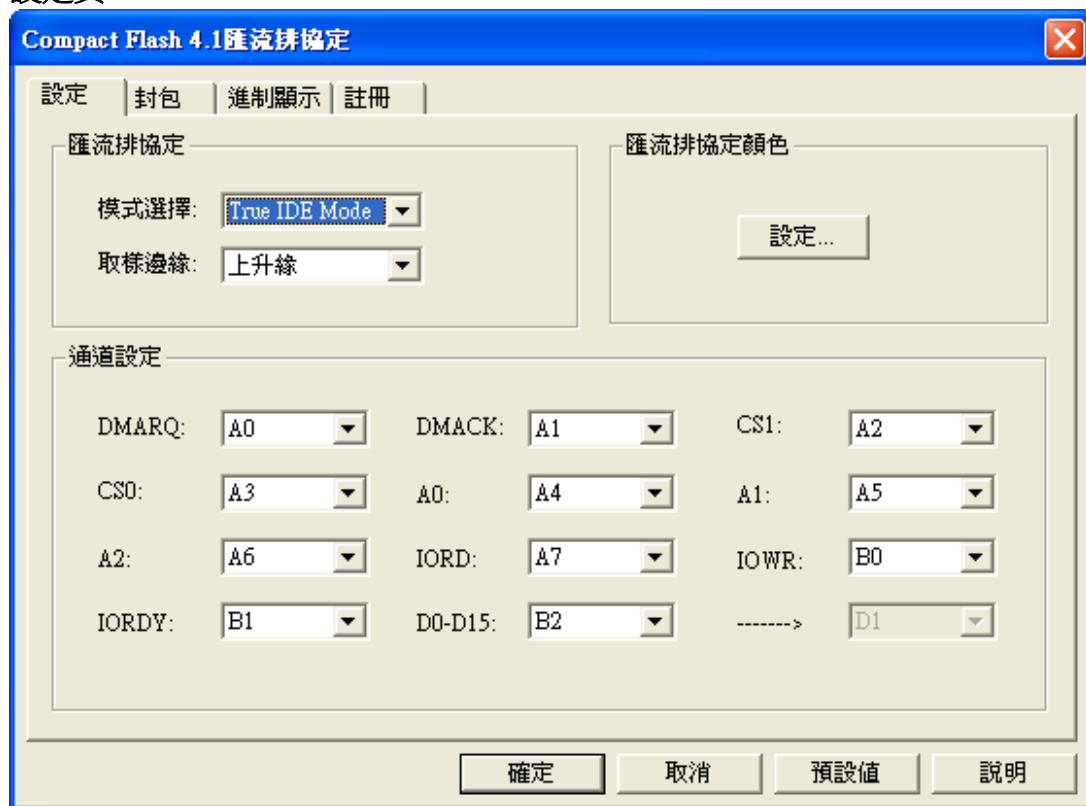 Compact Flash 4.1匯流排協定
設定 封包 進制顯示 註冊
匯流排協定 匯流排協定顏色
模式選擇: True IDE Mode 設定...
取樣邊緣: 上升緣
通道設定
DMARQ: A0 DMACK: A1 CS1: A2
CS0: A3 A0: A4 A1: A5
A2: A6 IORD: A7 IOWR: B0
IORDY: B1 D0-D15: B2 -------> D1
確定 取消 預設值 說明